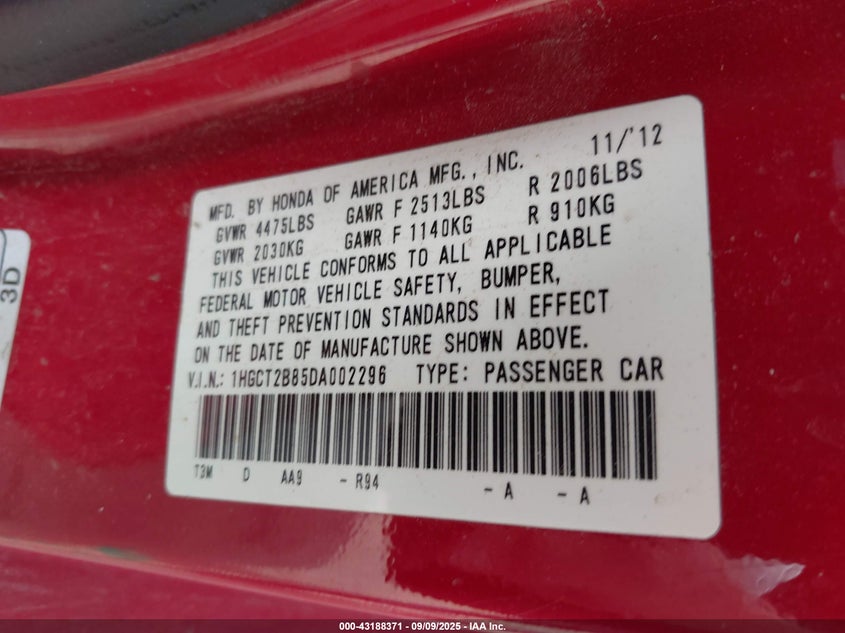 11/'12
MFD. BY HONDA OF AMERICA MFG., INC.
GVWR 4475LBS GAWR F 2513LBS R 2006LBS
GVWR 2030KG GAWR F 1140KG R 910KG
THIS VEHICLE CONFORMS TO ALL APPLICABLE
FEDERAL MOTOR VEHICLE SAFETY, BUMPER,
AND THEFT PREVENTION STANDARDS IN EFFECT
ON THE DATE OF MANUFACTURE SHOWN ABOVE.
V.I.N.: 1HGCT2B85DA002296 TYPE: PASSENGER CAR
T3M D AA9 - R94 - A - A
3D
000-43188371 - 09/09/2025 - IAA Inc.